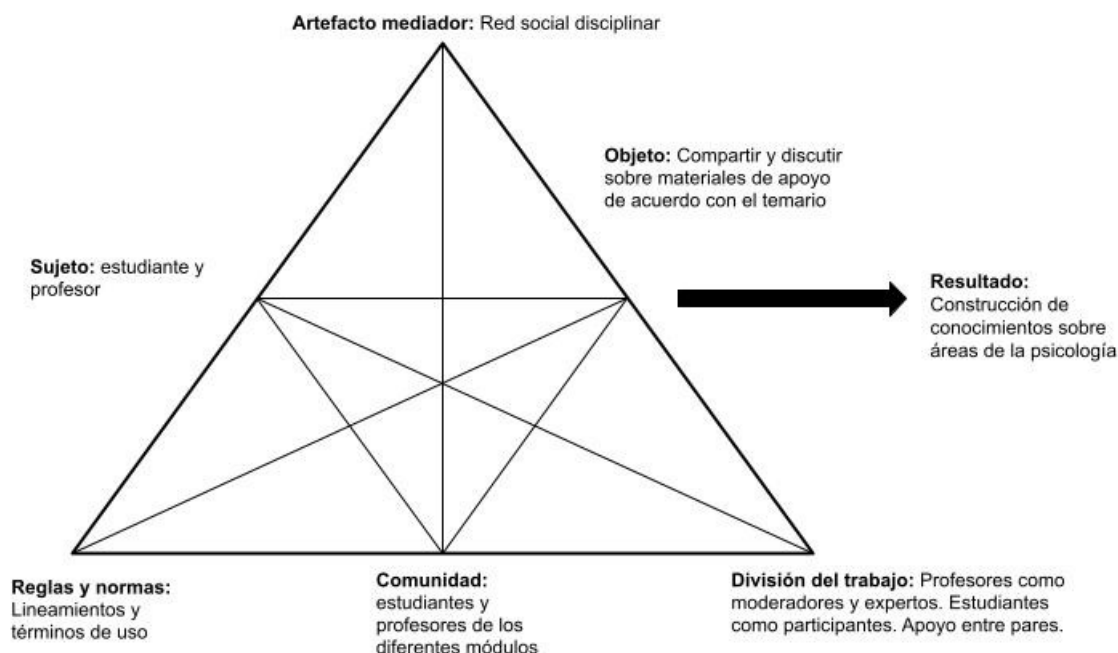 Artefacto mediador: Red social disciplinar
Objeto: Compartir y discutir
sobre materiales de apoyo
de acuerdo con el temario
Sujeto: estudiante y
profesor
Resultado:
Construcción de
conocimientos sobre
áreas de la psicología
Reglas y normas:
Lineamientos y
términos de uso
Comunidad:
estudiantes y
profesores de los
diferentes módulos
División del trabajo: Profesores como
moderadores y expertos. Estudiantes
como participantes. Apoyo entre pares.